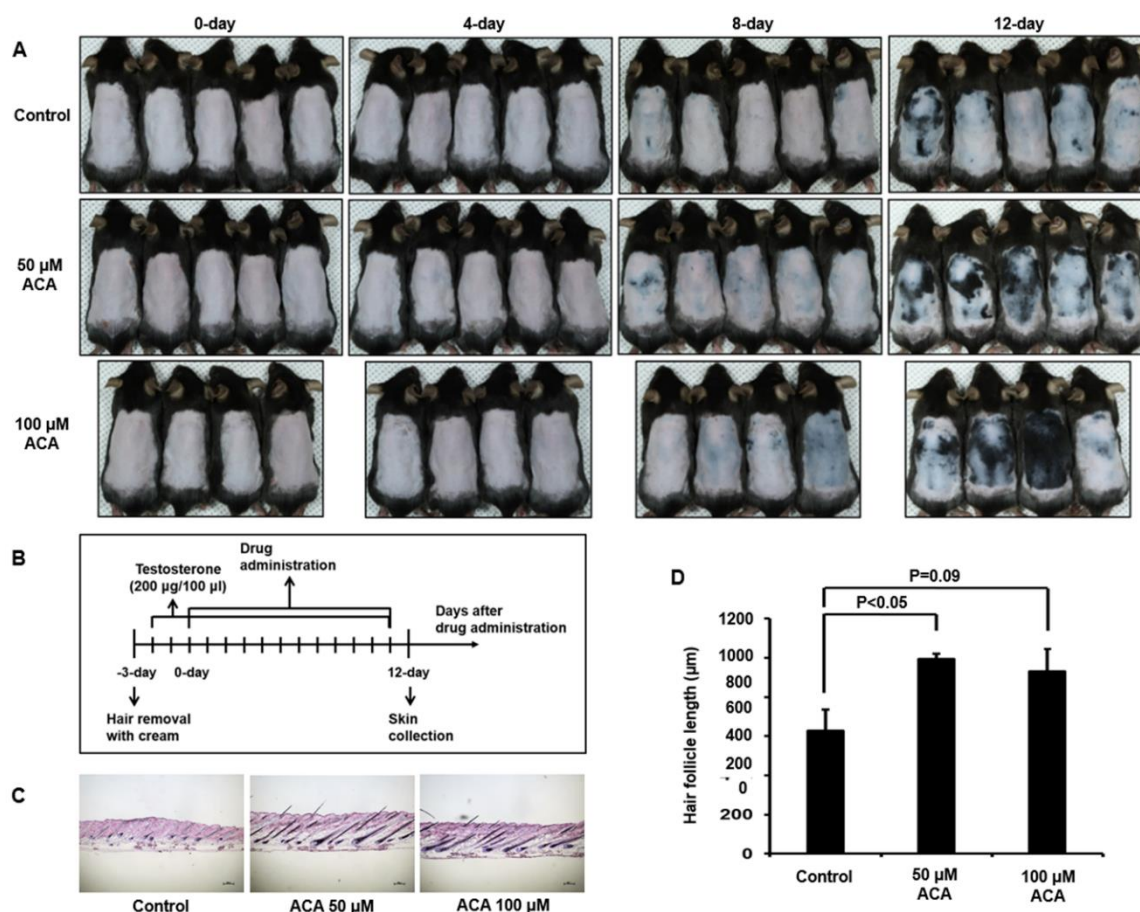 0-day
4-day
8-day
12-day
A
Control
50 µM
ACA
100 µM
ACA
B
Testosterone
(200 µg/100 µl)
Drug
administration
Days after
drug administration
-3-day
0-day
12-day
Hair removal
with cream
Skin
collection
C
Control
ACA 50 µM
ACA 100 µM
D
P=0.09
P<0.05
Hair follicle length (µm)
1200
1000
800
600
400
200
0
200
0
Control
50 µM
ACA
100 µM
ACA